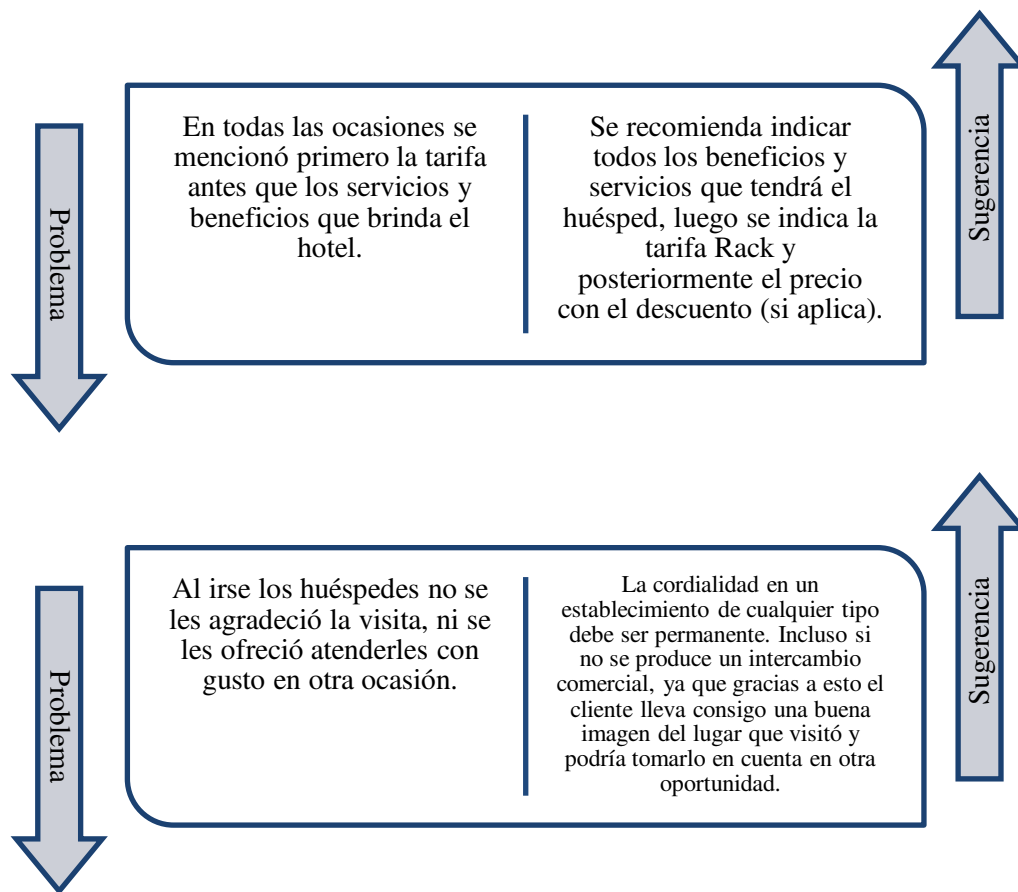 Problema
En todas las ocasiones se
mencionó primero la tarifa
antes que los servicios y
beneficios que brinda el
hotel.
Se recomienda indicar
todos los beneficios y
servicios que tendrá el
huésped, luego se indica la
tarifa Rack y
posteriormente el precio
con el descuento (si aplica).
Sugerencia
Problema
Al irse los huéspedes no se
les agradeció la visita, ni se
les ofreció atenderles con
gusto en otra ocasión.
La cordialidad en un
establecimiento de cualquier tipo
debe ser permanente. Incluso si
no se produce un intercambio
comercial, ya que gracias a esto el
cliente lleva consigo una buena
imagen del lugar que visitó y
podría tomarlo en cuenta en otra
oportunidad.
Sugerencia